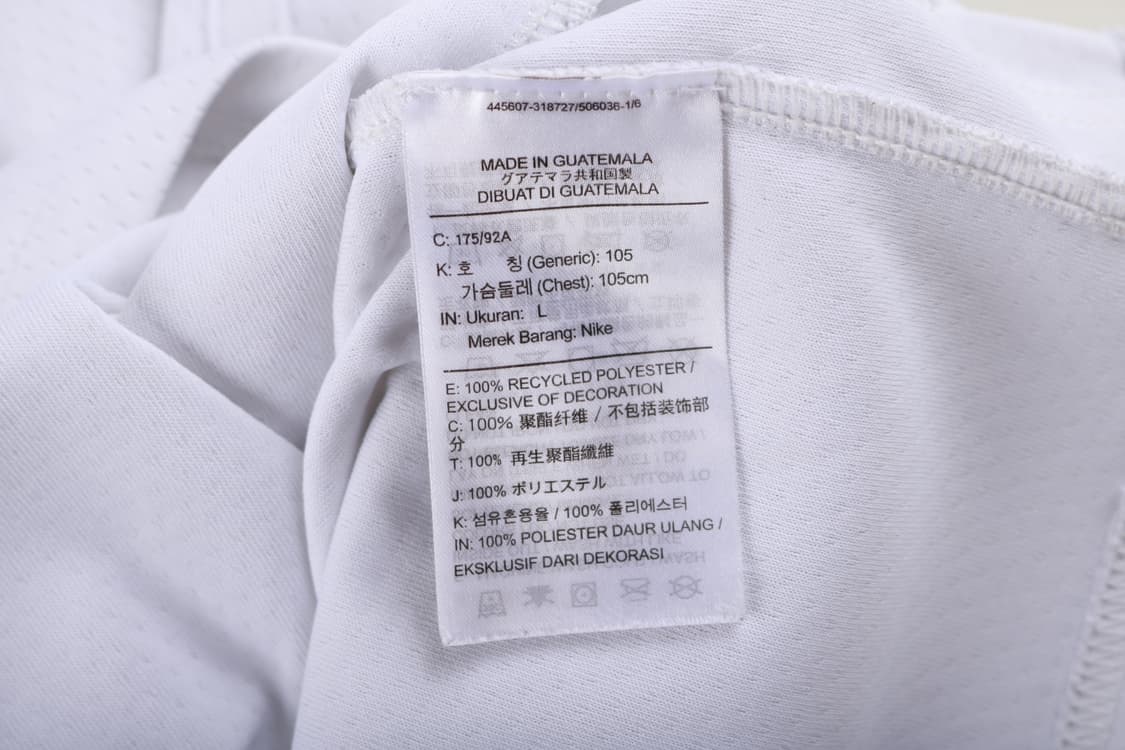 445607-318727/506036-1/6
MADE IN GUATEMALA
グアテマラ共和国製
DIBUAT DI GUATEMALA
C: 175/92A
K: 호 칭 (Generic): 105
가슴둘레 (Chest): 105cm
IN: Ukuran: L
Merek Barang: Nike
E: 100% RECYCLED POLYESTER /
EXCLUSIVE OF DECORATION
C: 100% 聚酯纤维 / 不包括装饰部
分
T: 100% 再生聚酯纖維
J: 100% ポリエステル
K: 섬유혼용율 / 100% 폴리에스터
IN: 100% POLIESTER DAUR ULANG /
EKSKLUSIF DARI DEKORASI